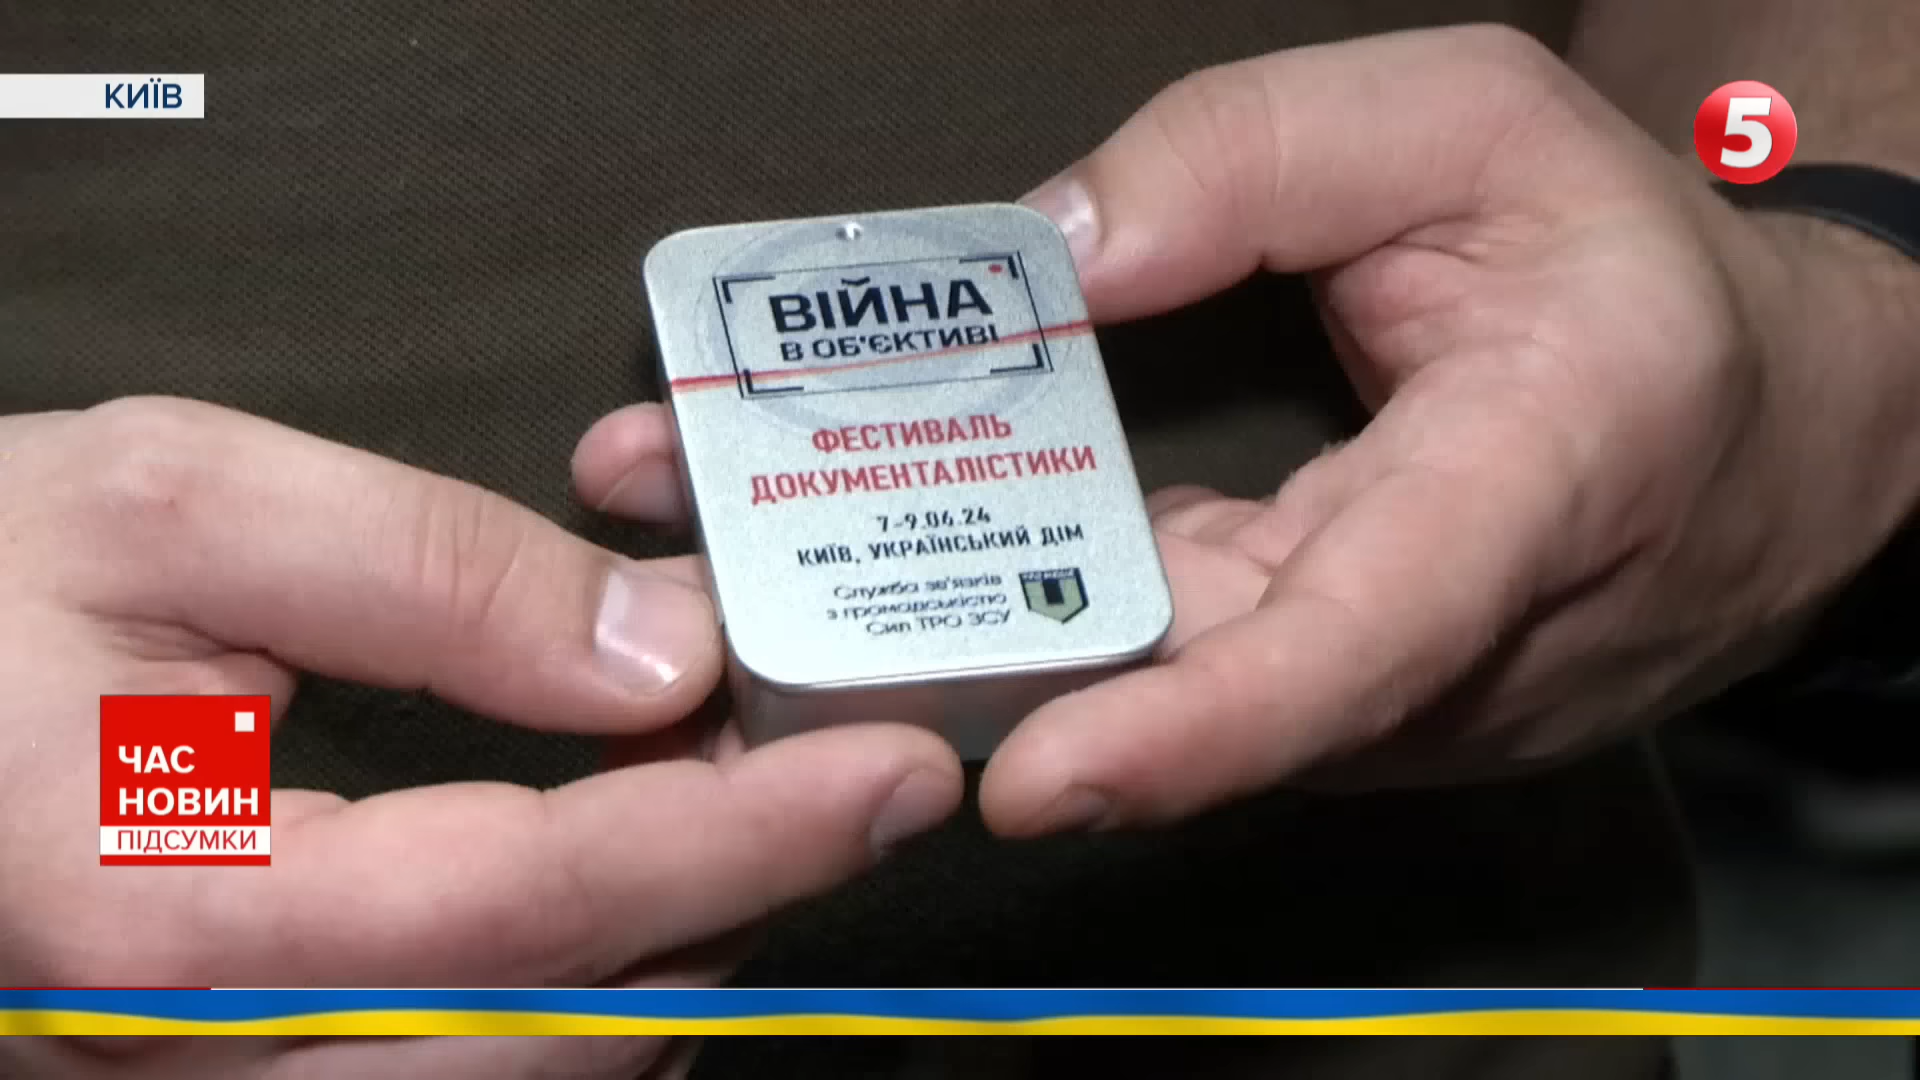 КИЇВ
5
ВІЙНА
В ОБ'ЄКТИВІ
ФЕСТИВАЛЬ
ДОКУМЕНТАЛІСТИКИ
7-9.06.24
КИЇВ, УКРАЇНСЬКИЙ ДІМ
Служба зв'язків
з громадськістю
Сил ТРО ЗСУ
ЧАС
НОВИН
ПІДСУМКИ